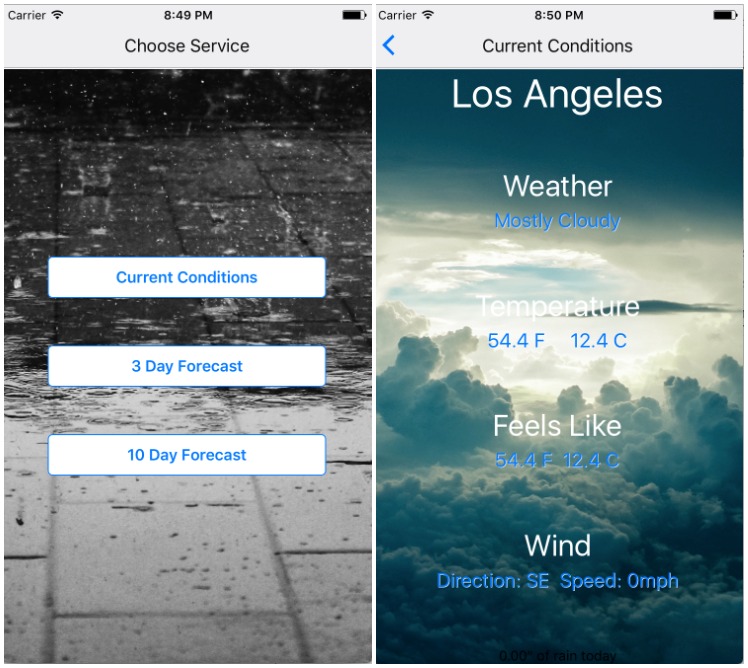 Carrier 8:49 PM
Choose Service
Current Conditions
3 Day Forecast
10 Day Forecast
Carrier 8:50 PM
Current Conditions
Los Angeles
Weather
Mostly Cloudy
Temperature
54.4 F 12.4 C
Feels Like
54.4 F 12.4 C
Wind
Direction: SE Speed: 0mph
0.00" of rain today